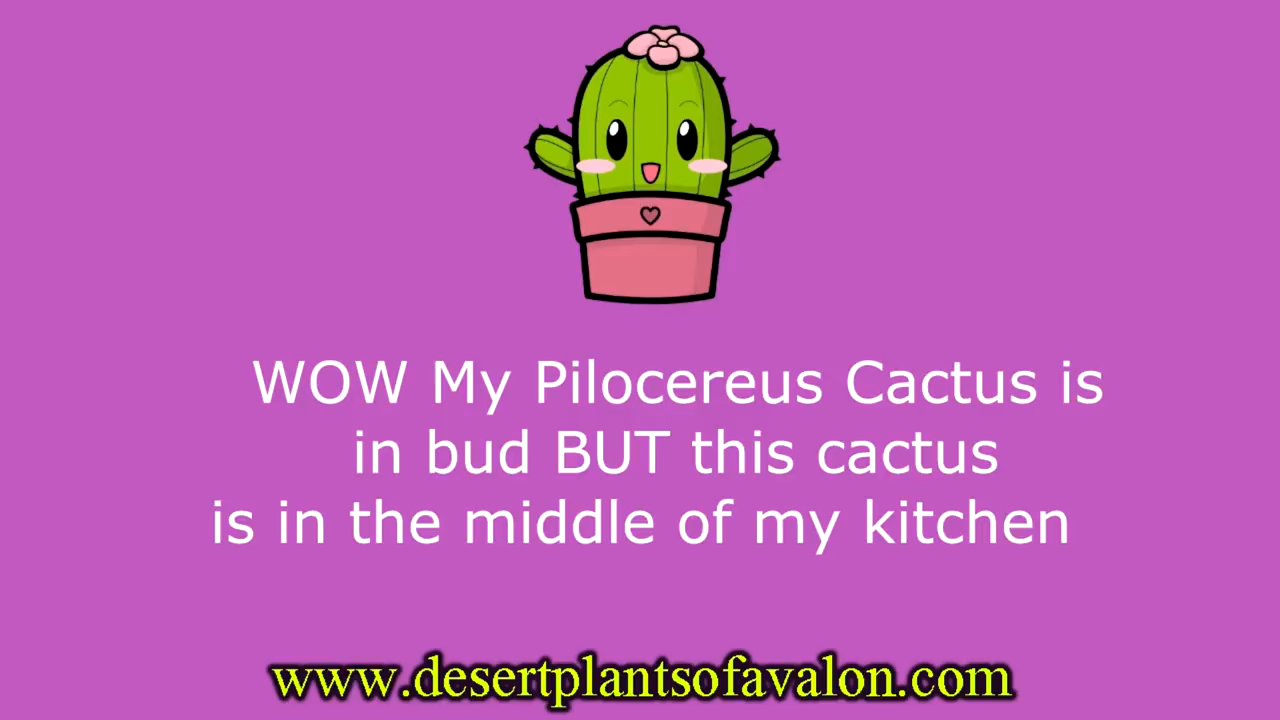 WOW My Pilocereus Cactus is
in bud BUT this cactus
is in the middle of my kitchen
www.desertplantsofavalon.com